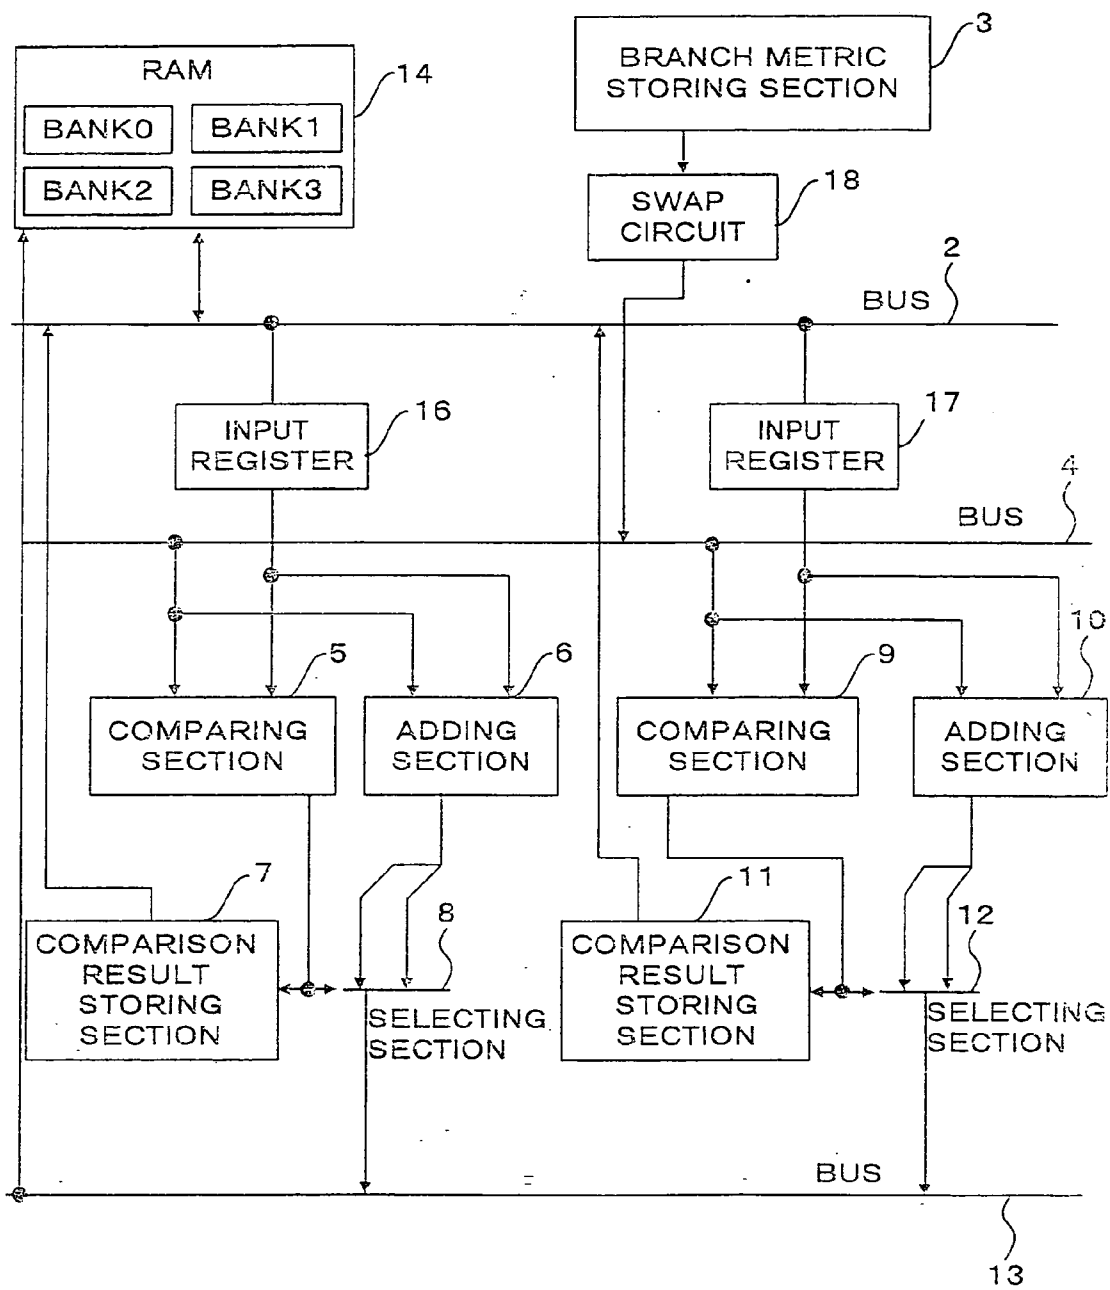 3
BRANCH METRIC
STORING SECTION
RAM
14
BANK0
BANK1
BANK2
BANK3
18
SWAP
CIRCUIT
2
BUS
16
INPUT
REGISTER
17
INPUT
REGISTER
4
BUS
5
COMPARING
SECTION
6
ADDING
SECTION
9
COMPARING
SECTION
10
ADDING
SECTION
7
COMPARISON
RESULT
STORING
SECTION
8
SELECTING
SECTION
11
COMPARISON
RESULT
STORING
SECTION
12
SELECTING
SECTION
BUS
13